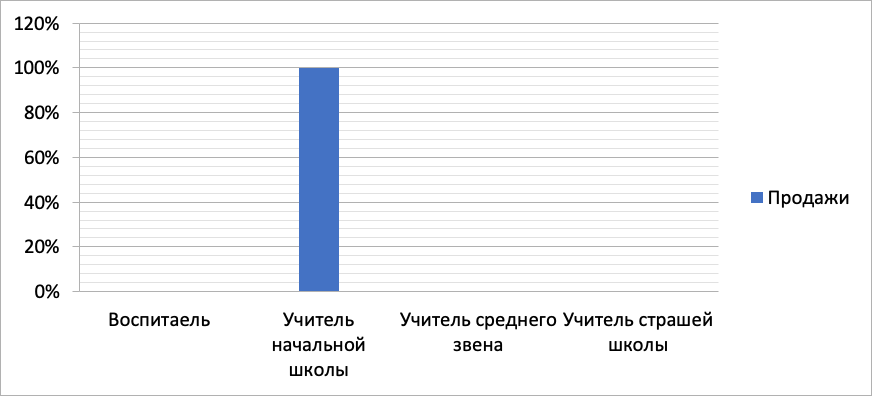 120%
100%
80%
60%
40%
20%
0%
Воспитаель
Учитель
начальной
школы
Учитель среднего
звена
Учитель страшей
школы
Продажи